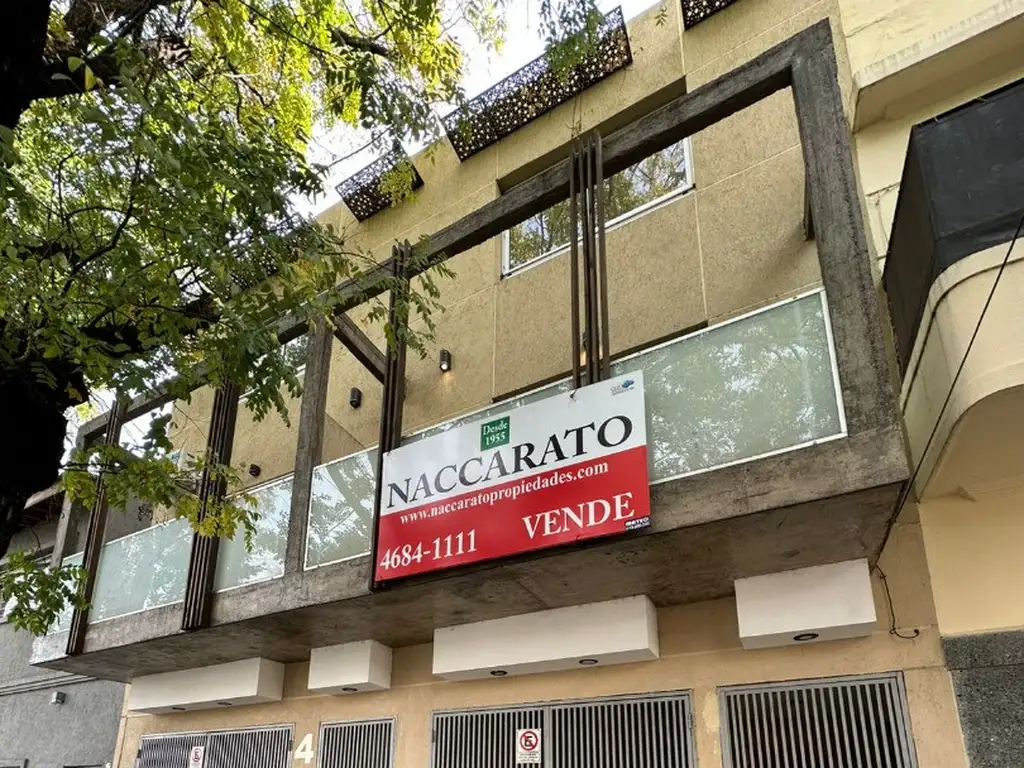 Desde
1955
NACCARATO
www.naccaratopropiedades.com
VENDE
4684-1111
4